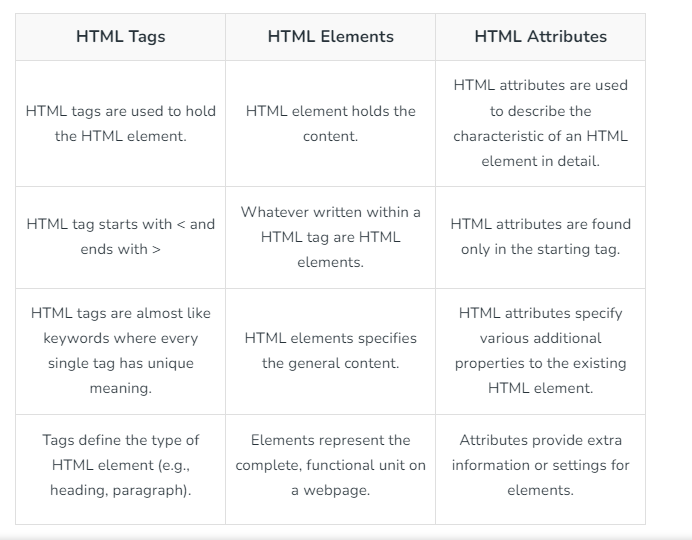 HTML Tags
HTML Elements
HTML Attributes
HTML tags are used to hold
the HTML element.
HTML element holds the
content.
HTML attributes are used
to describe the
characteristic of an HTML
element in detail.
HTML tag starts with < and
ends with >
Whatever written within a
HTML tag are HTML
elements.
HTML attributes are found
only in the starting tag.
HTML tags are almost like
keywords where every
single tag has unique
meaning.
HTML elements specifies
the general content.
HTML attributes specify
various additional
properties to the existing
HTML element.
Tags define the type of
HTML element (e.g.,
heading, paragraph).
Elements represent the
complete, functional unit on
a webpage.
Attributes provide extra
information or settings for
elements.